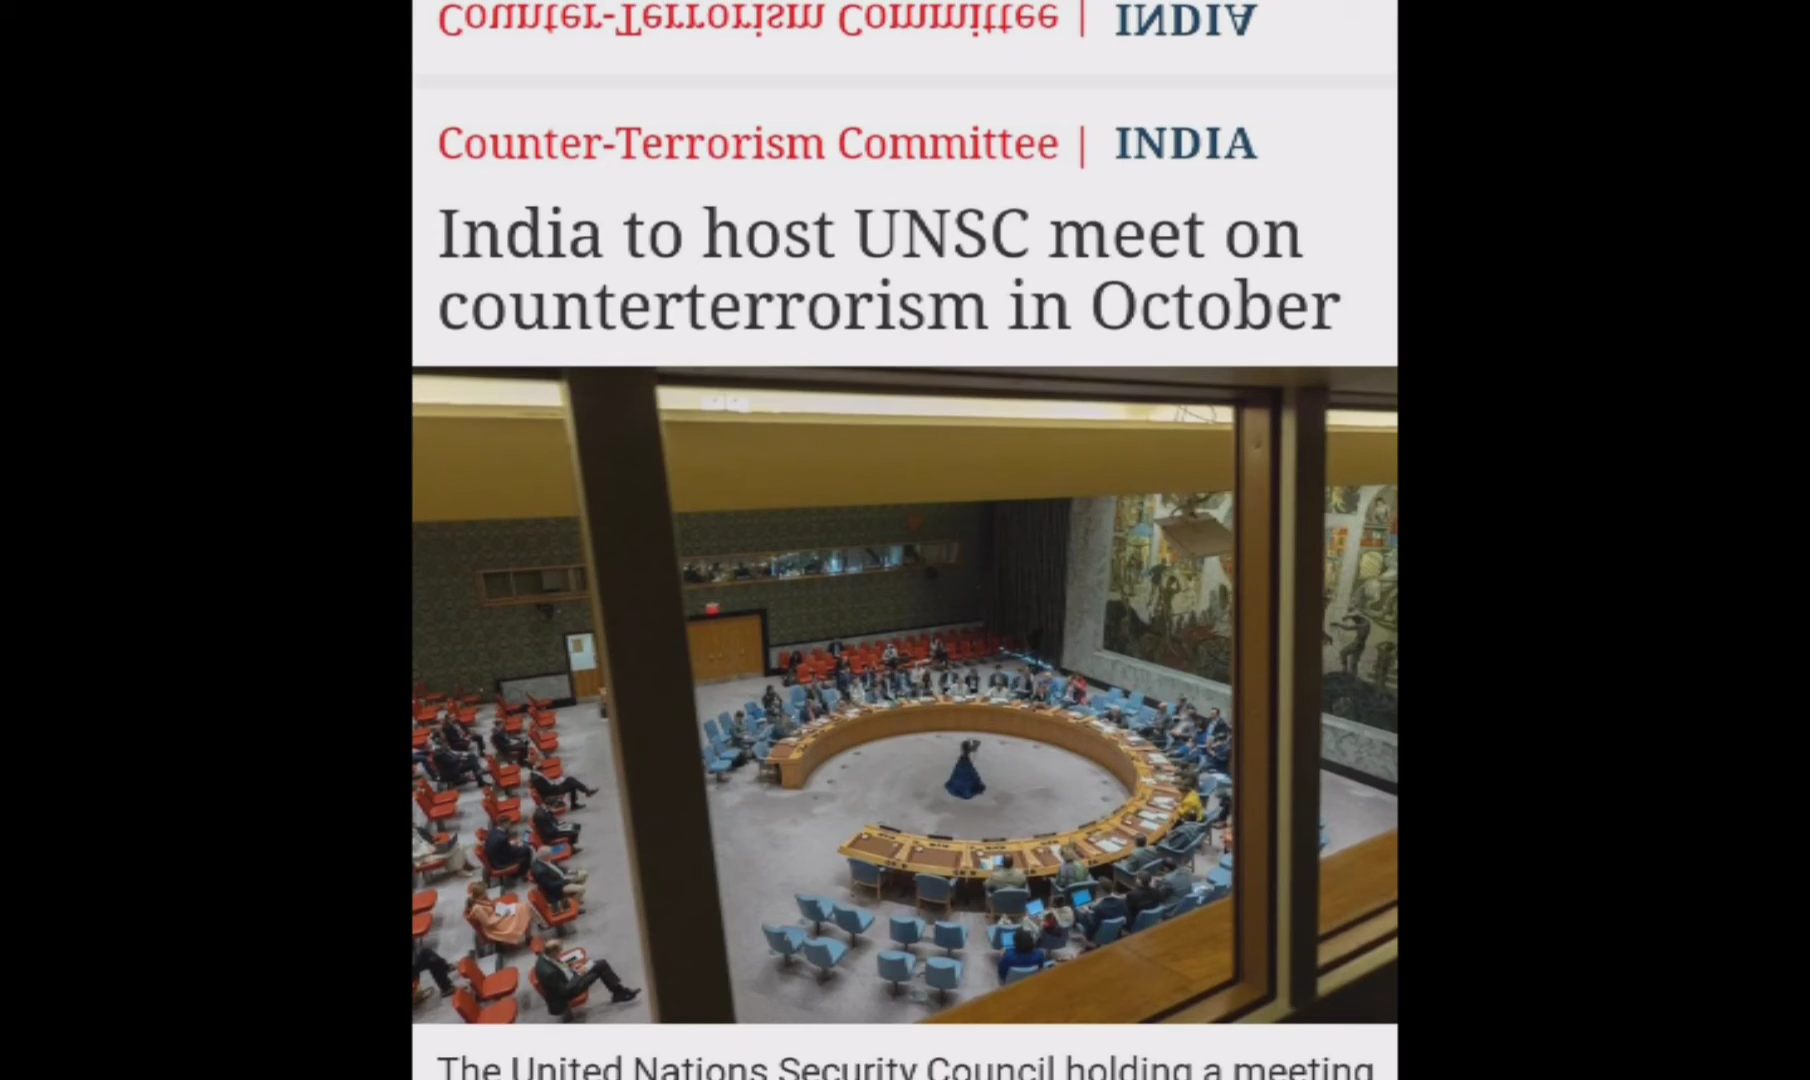 Counter-Terrorism Committee | INDIA
Counter-Terrorism Committee | INDIA
India to host UNSC meet on
counterterrorism in October
The United Nations Security Council holding a meeting